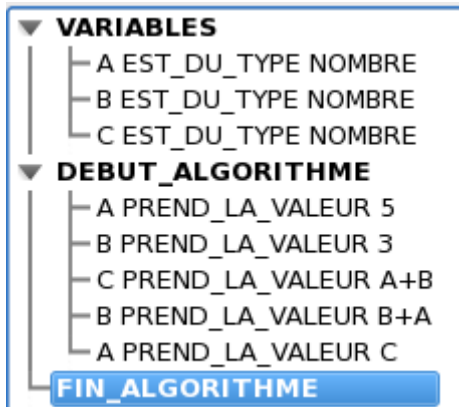 VARIABLES
A EST_DU_TYPE NOMBRE
B EST_DU_TYPE NOMBRE
C EST_DU_TYPE NOMBRE
DEBUT_ALGORITHME
A PREND_LA_VALEUR 5
B PREND_LA_VALEUR 3
C PREND_LA_VALEUR A+B
B PREND_LA_VALEUR B+A
A PREND_LA_VALEUR C
FIN_ALGORITHME